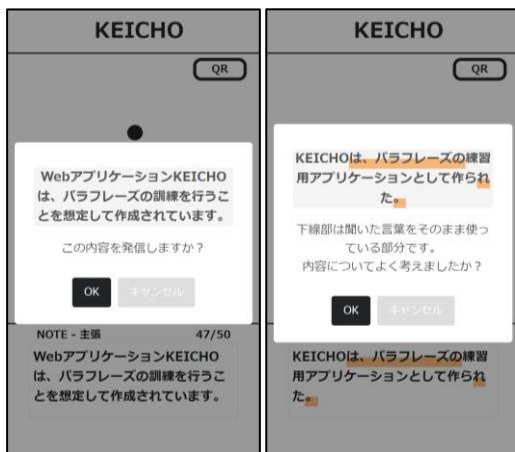 KEICHO
QR
WebアプリケーションKEICHO
は、パラフレーズの訓練を行うこ
とを想定して作成されています。
この内容を発信しますか？
OK
キャンセル
NOTE - 主張 47/50
WebアプリケーションKEICHO
は、パラフレーズの訓練を行うこ
とを想定して作成されています。
KEICHO
QR
KEICHOは、パラフレーズの練習
用アプリケーションとして作られ
た。
下線部は聞いた言葉をそのまま使っ
ている部分です。
内容についてよく考えましたか？
OK
キャンセル
KEICHOは、パラフレーズの練習
用アプリケーションとして作られ
た。